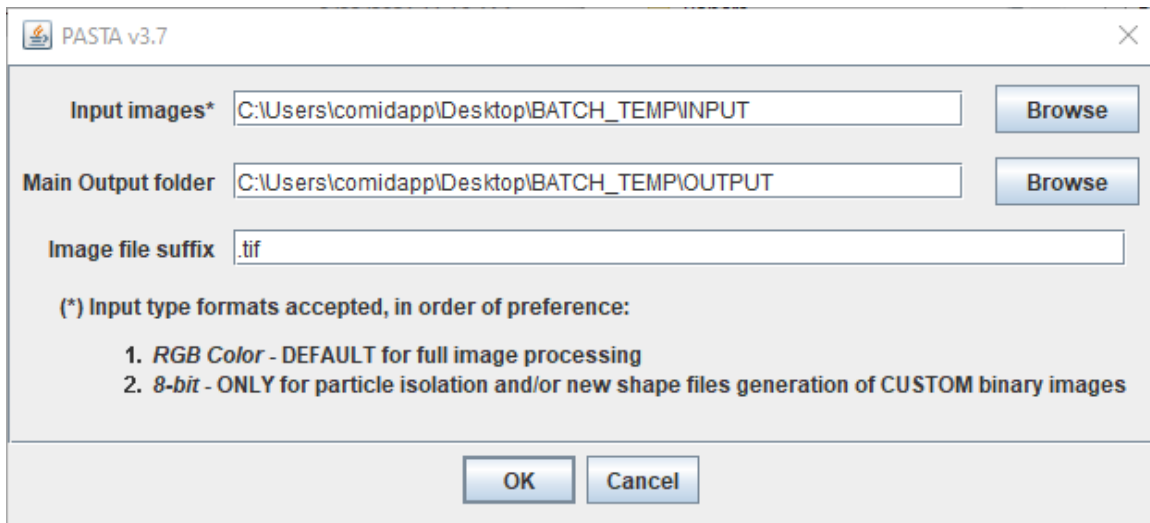 PASTA v3.7
Input images* C:\Users\comidapp\Desktop\BATCH_TEMP\INPUT Browse
Main Output folder C:\Users\comidapp\Desktop\BATCH_TEMP\OUTPUT Browse
Image file suffix .tif
(*) Input type formats accepted, in order of preference:
1. RGB Color - DEFAULT for full image processing
2. 8-bit - ONLY for particle isolation and/or new shape files generation of CUSTOM binary images
OK Cancel